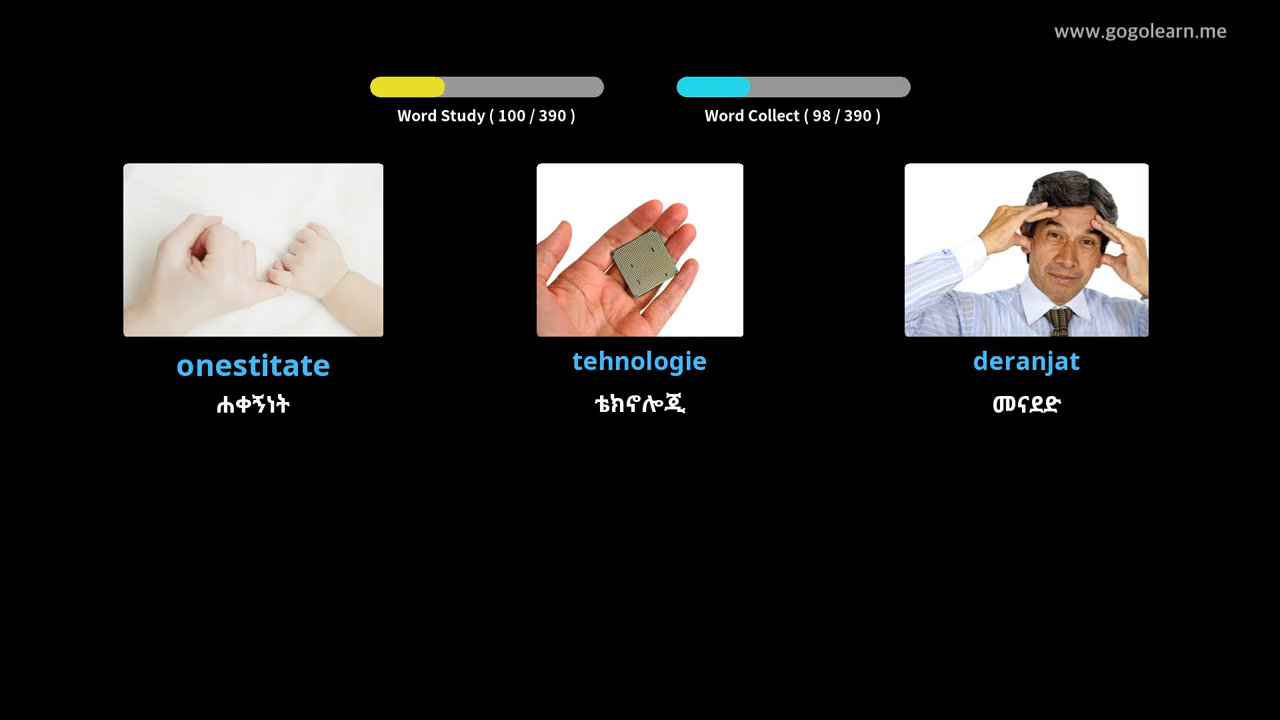 www.gogolearn.me
Word Study ( 100 / 390 )
Word Collect ( 98 / 390 )
onestitate
tehnologie
deranjat
ሐቀኝነት
ቴክኖሎጂ
መናደድ